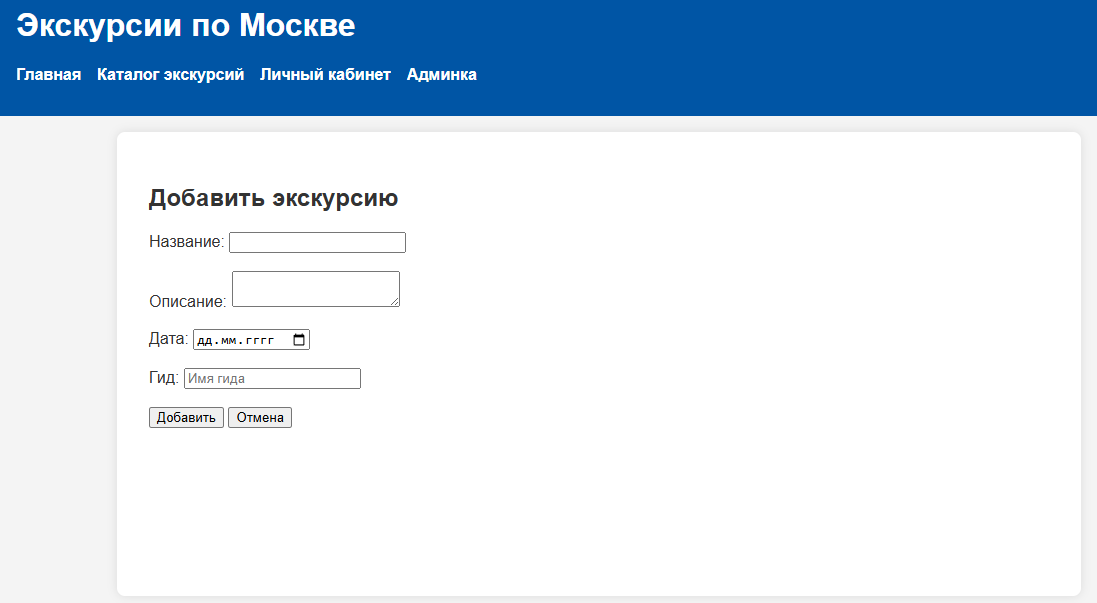 Экскурсии по Москве
Главная Каталог экскурсий Личный кабинет Админка
Добавить экскурсию
Название:
Описание:
Дата: дд.мм.гггг
Гид: Имя гида
Добавить Отмена